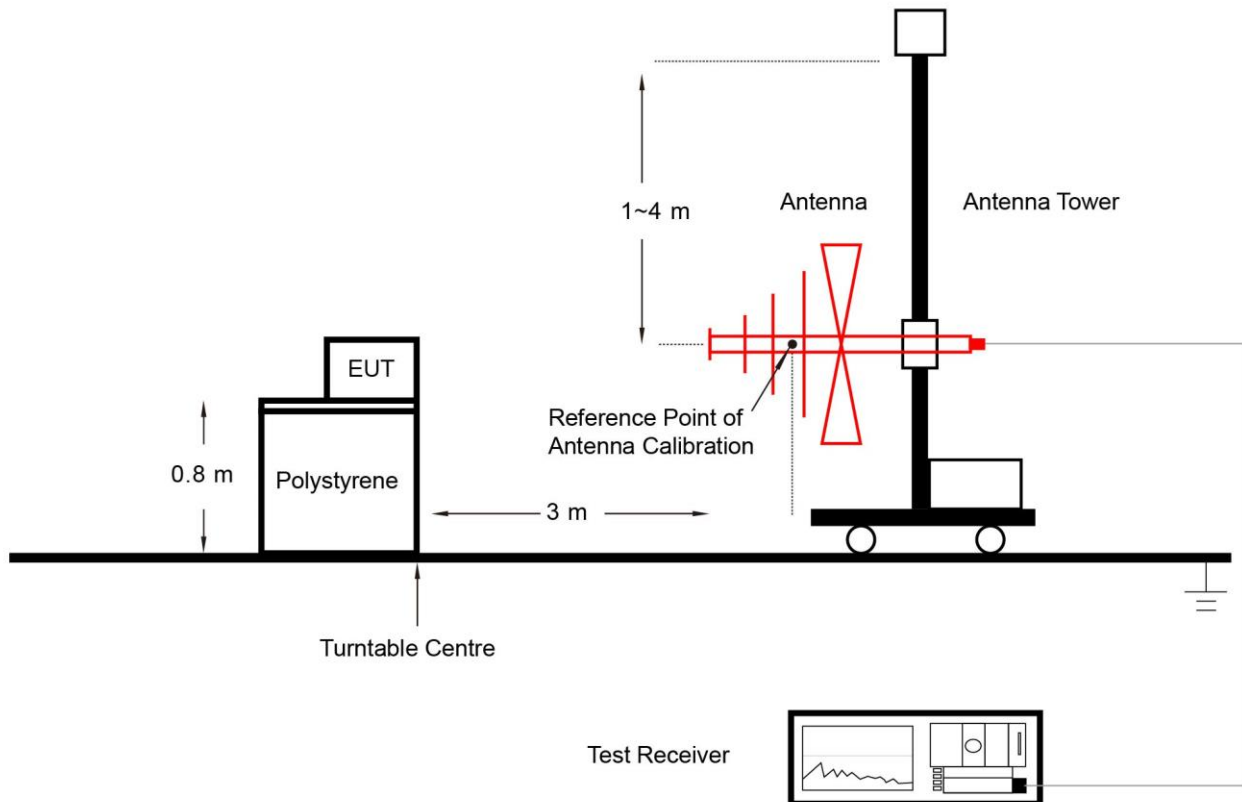 1~4 m
Antenna
Antenna Tower
EUT
Reference Point of
Antenna Calibration
0.8 m
Polystyrene
3 m
Turntable Centre
Test Receiver